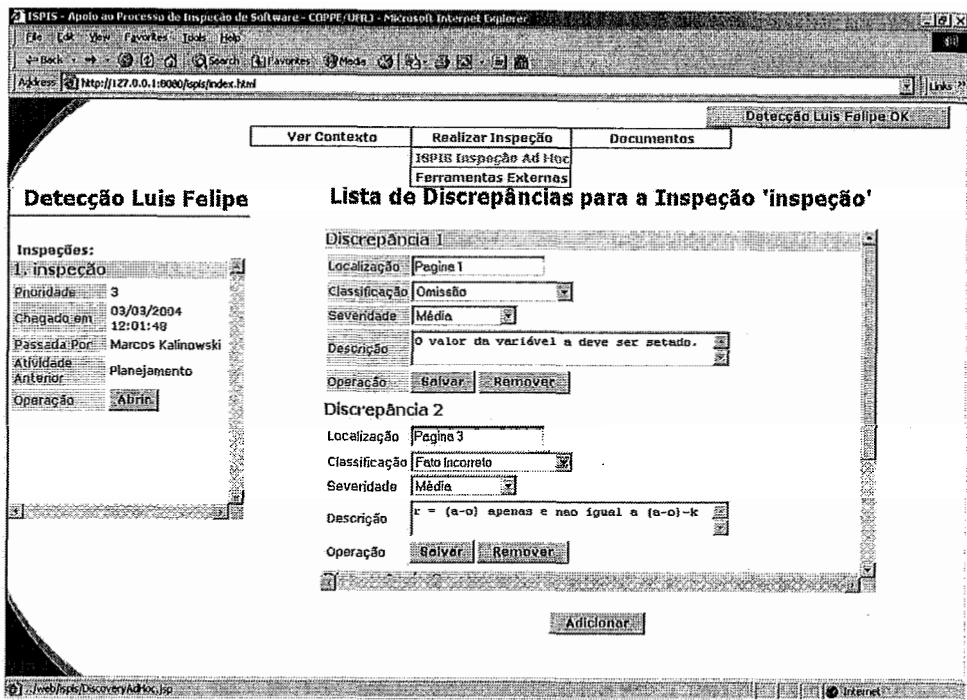 ISPIS - Apoio ao Processo de Inspeção de Software - COPPE/UFRJ - Microsoft Internet Explorer
File Edit View Favorites Tools Help
Back Search Favorites Media
Address http://127.0.0.1:8080/ispis/index.html Links »
Detecção Luis Felipe OK
Ver Contexto Realizar Inspeção Documentos
ISPIS Inspeção Ad Hoc
Ferramentas Externas
Detecção Luis Felipe
Lista de Discrepâncias para a Inspeção 'inspeção'
Inspeções:
1. inspeção
Prioridade 3
Chegado em 03/03/2004 12:01:48
Passada Por Marcos Kalinowski
Atividade Anterior Planejamento
Operação Abrir
Discrepância 1
Localização Pagina 1
Classificação Omissão
Severidade Média
Descrição O valor da variável a deve ser setado.
Operação Salvar Remover
Discrepância 2
Localização Pagina 3
Classificação Fato Incorreto
Severidade Média
Descrição r = (a-o) apenas e nao igual a (a-o)-k
Operação Salvar Remover
Adicionar
../web/ispis/DiscoveryAdHoc.jsp Internet